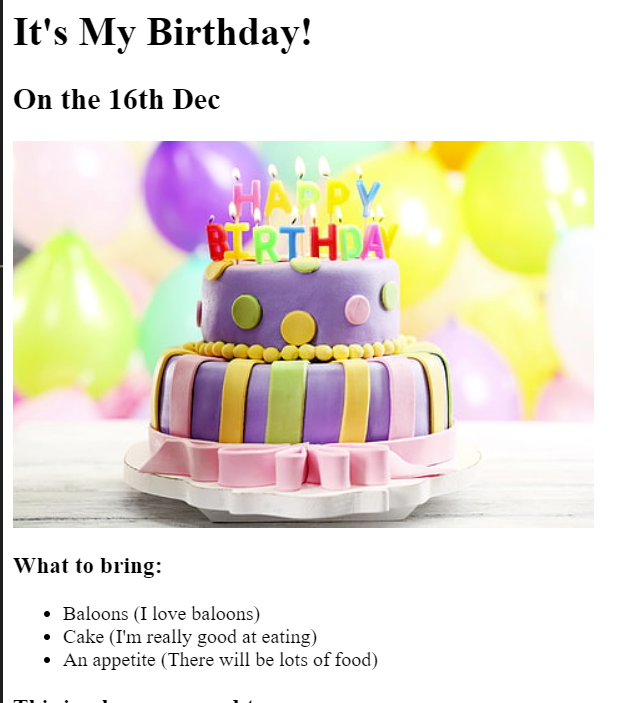 It's My Birthday!
On the 16th Dec
HAPPY
BIRTHDAY
What to bring:
Baloons (I love baloons)
Cake (I'm really good at eating)
An appetite (There will be lots of food)